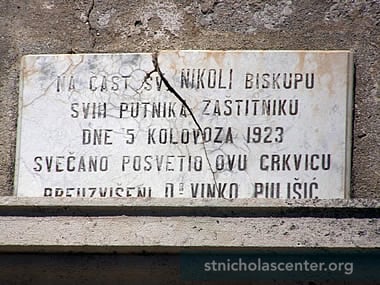 NA ČAST SV. NIKOLI BISKUPU
SVIH PUTNIKA ZAŠTITNIKU
DNE 5 KOLOVOZA 1923
SVEČANO POSVETIO OVU CRKVICU
PREUZVIŠENI DR VINKO PULIŠIĆ
stnicholascenter.org